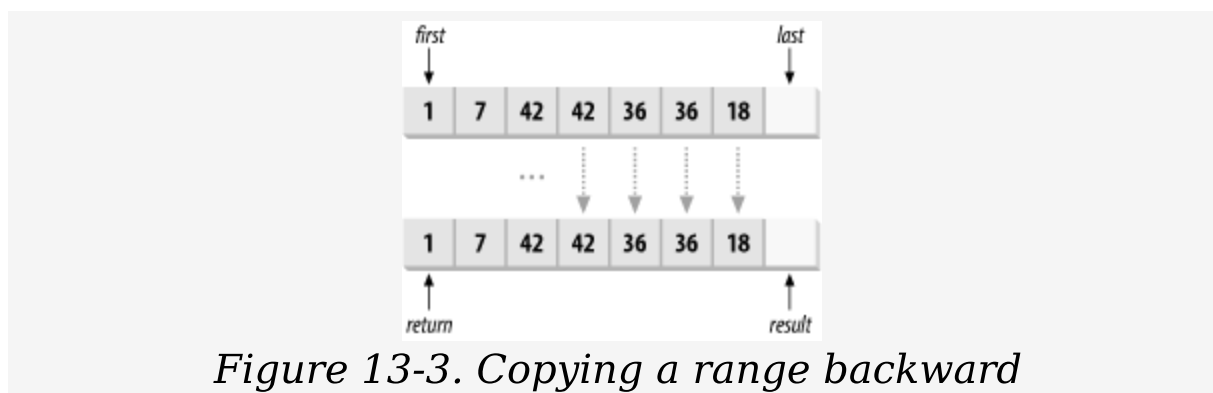 first last
1 7 42 42 36 36 18
...
1 7 42 42 36 36 18
return result
Figure 13-3. Copying a range backward